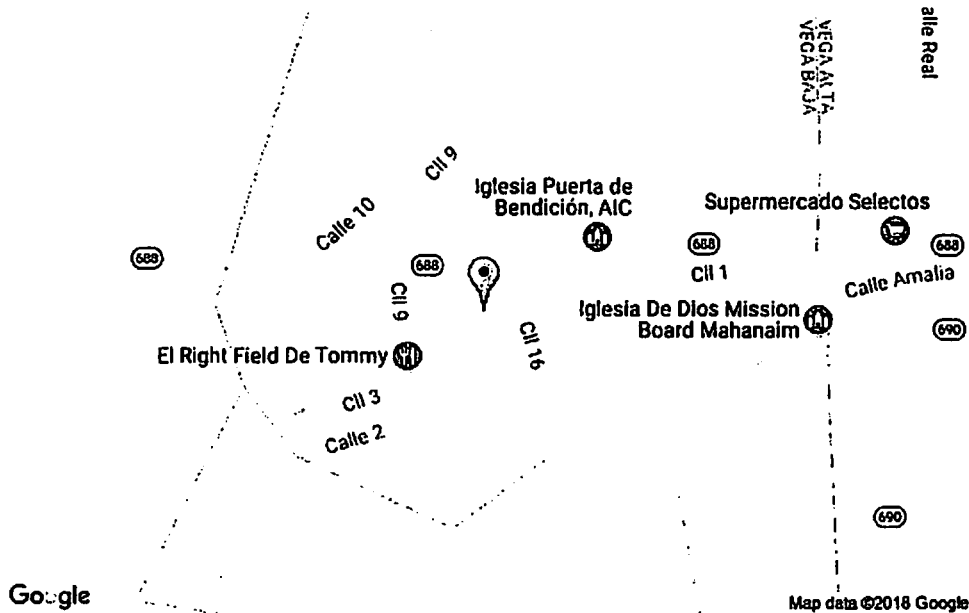 alle Real
VEGA ALTA
VEGA BAJA
Cll 9
Iglesia Puerta de
Bendición, AIC
Supermercado Selectos
Calle 10
688
688
688
688
Cll 1
Calle Amalia
Cll 9
Iglesia De Dios Mission
Board Mahanaim
690
Cll 16
El Right Field De Tommy
Cll 3
Calle 2
690
Google
Map data ©2018 Google